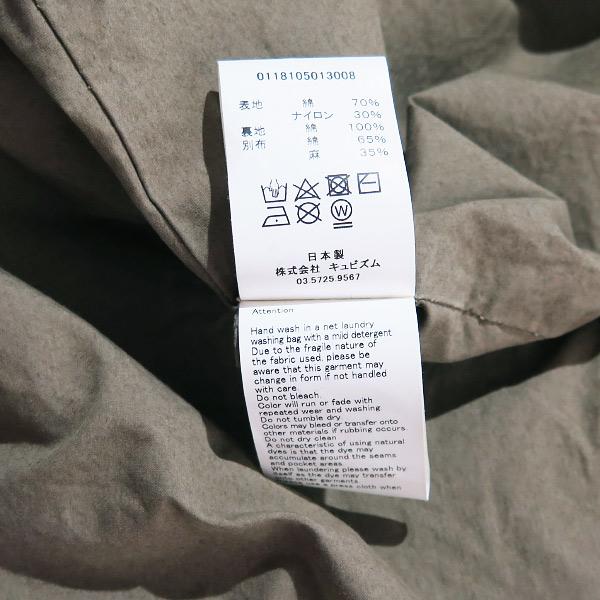 0118105013008
表地 綿 70%
ナイロン 30%
裏地 綿 100%
別布 綿 65%
麻 35%
W
日本製
株式会社 キュビズム
03.5725.9567
Attention
Hand wash in a net laundry
washing bag with a mild detergent
Due to the fragile nature of
the fabric used, please be
aware that this garment may
change in form if not handled
with care.
Do not bleach.
Color will run or fade with
repeated wear and washing
Do not tumble dry
Colors may bleed or transfer onto
other materials if rubbing occurs.
Do not dry clean
A characteristic of using natural
dyes is that the dye may
accumulate around the seams
and pocket areas
When laundering please wash by
itself as the dye may transfer
onto other garments.
use a press cloth when